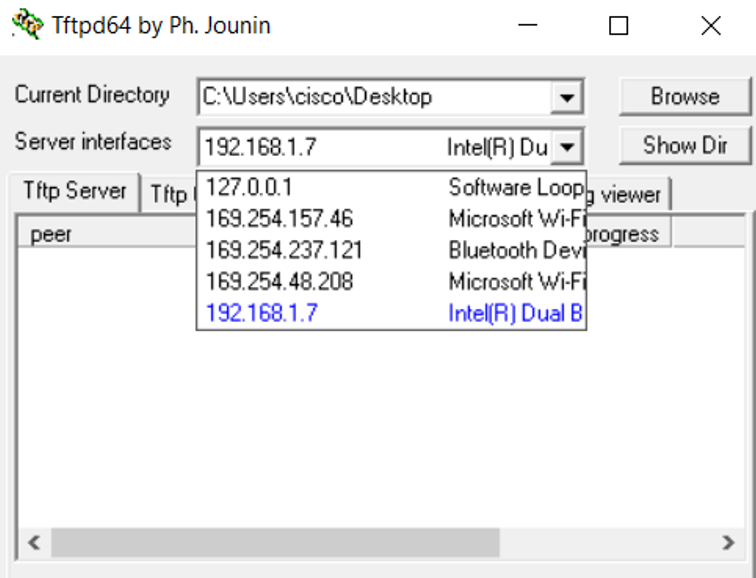 Tftpd64 by Ph. Jounin
Current Directory C:\Users\cisco\Desktop Browse
Server interfaces 192.168.1.7 Intel(R) Du Show Dir
Tftp Server Tftp g viewer
peer progress
127.0.0.1 Software Loop
169.254.157.46 Microsoft Wi-Fi
169.254.237.121 Bluetooth Devi
169.254.48.208 Microsoft Wi-Fi
192.168.1.7 Intel(R) Dual B